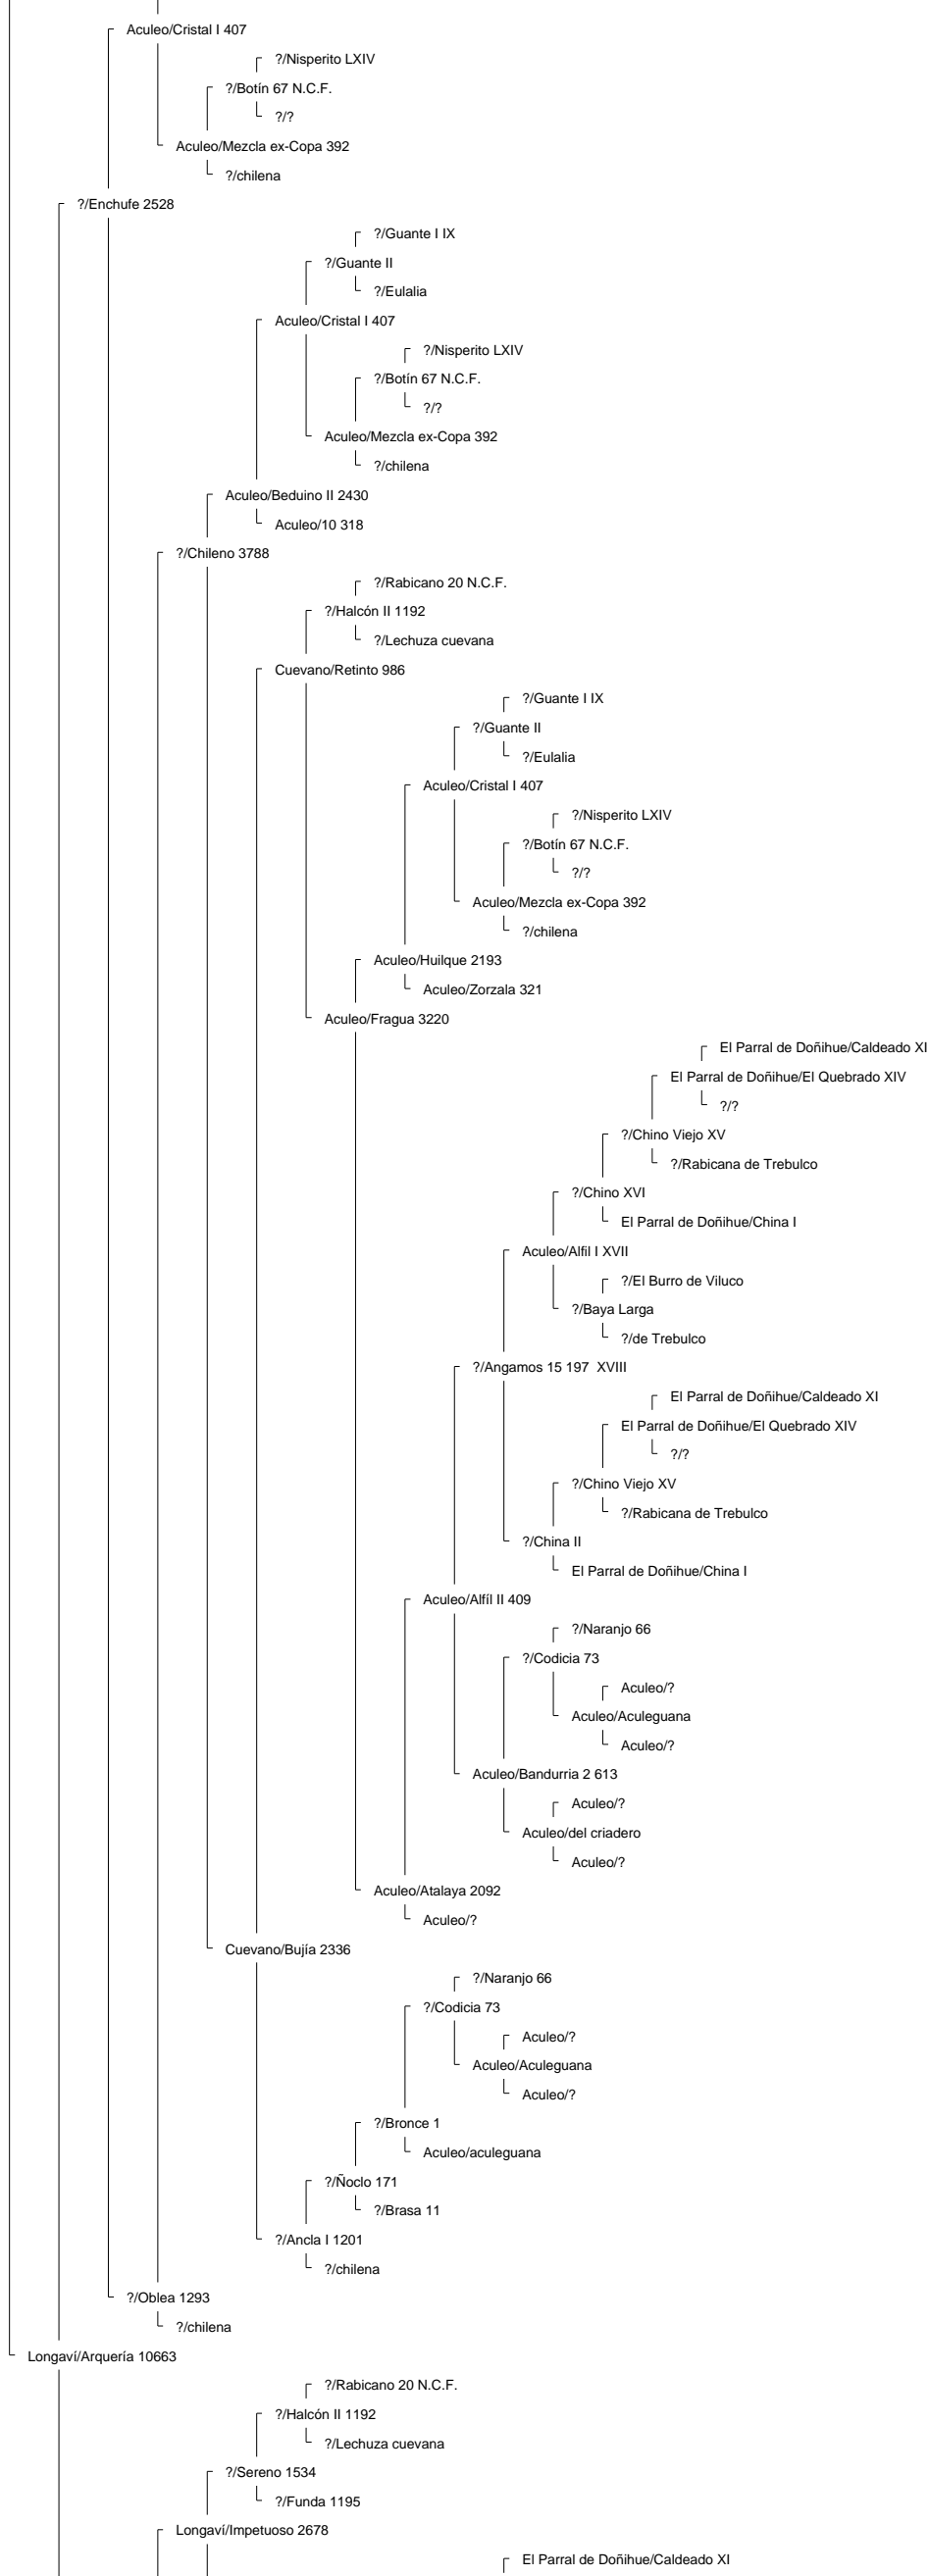 Aculeo/Cristal I 407
?/Nisperito LXIV
?/Botín 67 N.C.F.
?/?
Aculeo/Mezcla ex-Copa 392
?/chilena
?/Enchufe 2528
?/Guante I IX
?/Guante II
?/Eulalia
Aculeo/Cristal I 407
?/Nisperito LXIV
?/Botín 67 N.C.F.
?/?
Aculeo/Mezcla ex-Copa 392
?/chilena
Aculeo/Beduino II 2430
Aculeo/10 318
?/Chileno 3788
?/Rabicano 20 N.C.F.
?/Halcón II 1192
?/Lechuza cuevana
Cuevano/Retinto 986
?/Guante I IX
?/Guante II
?/Eulalia
Aculeo/Cristal I 407
?/Nisperito LXIV
?/Botín 67 N.C.F.
?/?
Aculeo/Mezcla ex-Copa 392
?/chilena
Aculeo/Huilque 2193
Aculeo/Zorzala 321
Aculeo/Fragua 3220
El Parral de Doñihue/Caldeado XI
El Parral de Doñihue/El Quebrado XIV
?/?
?/Chino Viejo XV
?/Rabicana de Trebulco
?/Chino XVI
El Parral de Doñihue/China I
Aculeo/Alfil I XVII
?/El Burro de Viluco
?/Baya Larga
?/de Trebulco
?/Angamos 15 197 XVIII
El Parral de Doñihue/Caldeado XI
El Parral de Doñihue/El Quebrado XIV
?/?
?/Chino Viejo XV
?/Rabicana de Trebulco
?/China II
El Parral de Doñihue/China I
Aculeo/Alfíl II 409
?/Naranjo 66
?/Codicia 73
Aculeo/?
Aculeo/Aculeguana
Aculeo/?
Aculeo/Bandurria 2 613
Aculeo/?
Aculeo/del criadero
Aculeo/?
Aculeo/Atalaya 2092
Aculeo/?
Cuevano/Bujía 2336
?/Naranjo 66
?/Codicia 73
Aculeo/?
Aculeo/Aculeguana
Aculeo/?
?/Bronce 1
Aculeo/aculeguana
?/Ñoclo 171
?/Brasa 11
?/Ancla I 1201
?/chilena
?/Oblea 1293
?/chilena
Longaví/Arquería 10663
?/Rabicano 20 N.C.F.
?/Halcón II 1192
?/Lechuza cuevana
?/Sereno 1534
?/Funda 1195
Longaví/Impetuoso 2678
El Parral de Doñihue/Caldeado XI